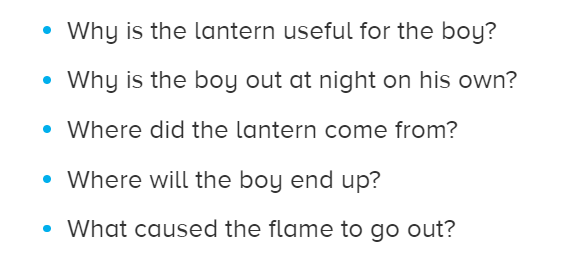 • Why is the lantern useful for the boy?
• Why is the boy out at night on his own?
• Where did the lantern come from?
• Where will the boy end up?
• What caused the flame to go out?